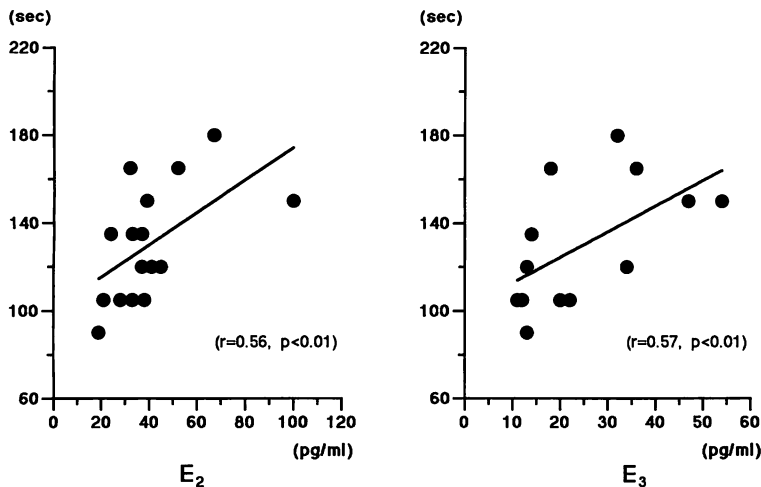 (sec)
220
180
140
100
60
0 20 40 60 80 100 120
(pg/ml)
E₂
(r=0.56, p<0.01)
(sec)
220
180
140
100
60
0 10 20 30 40 50 60
(pg/ml)
E₃
(r=0.57, p<0.01)